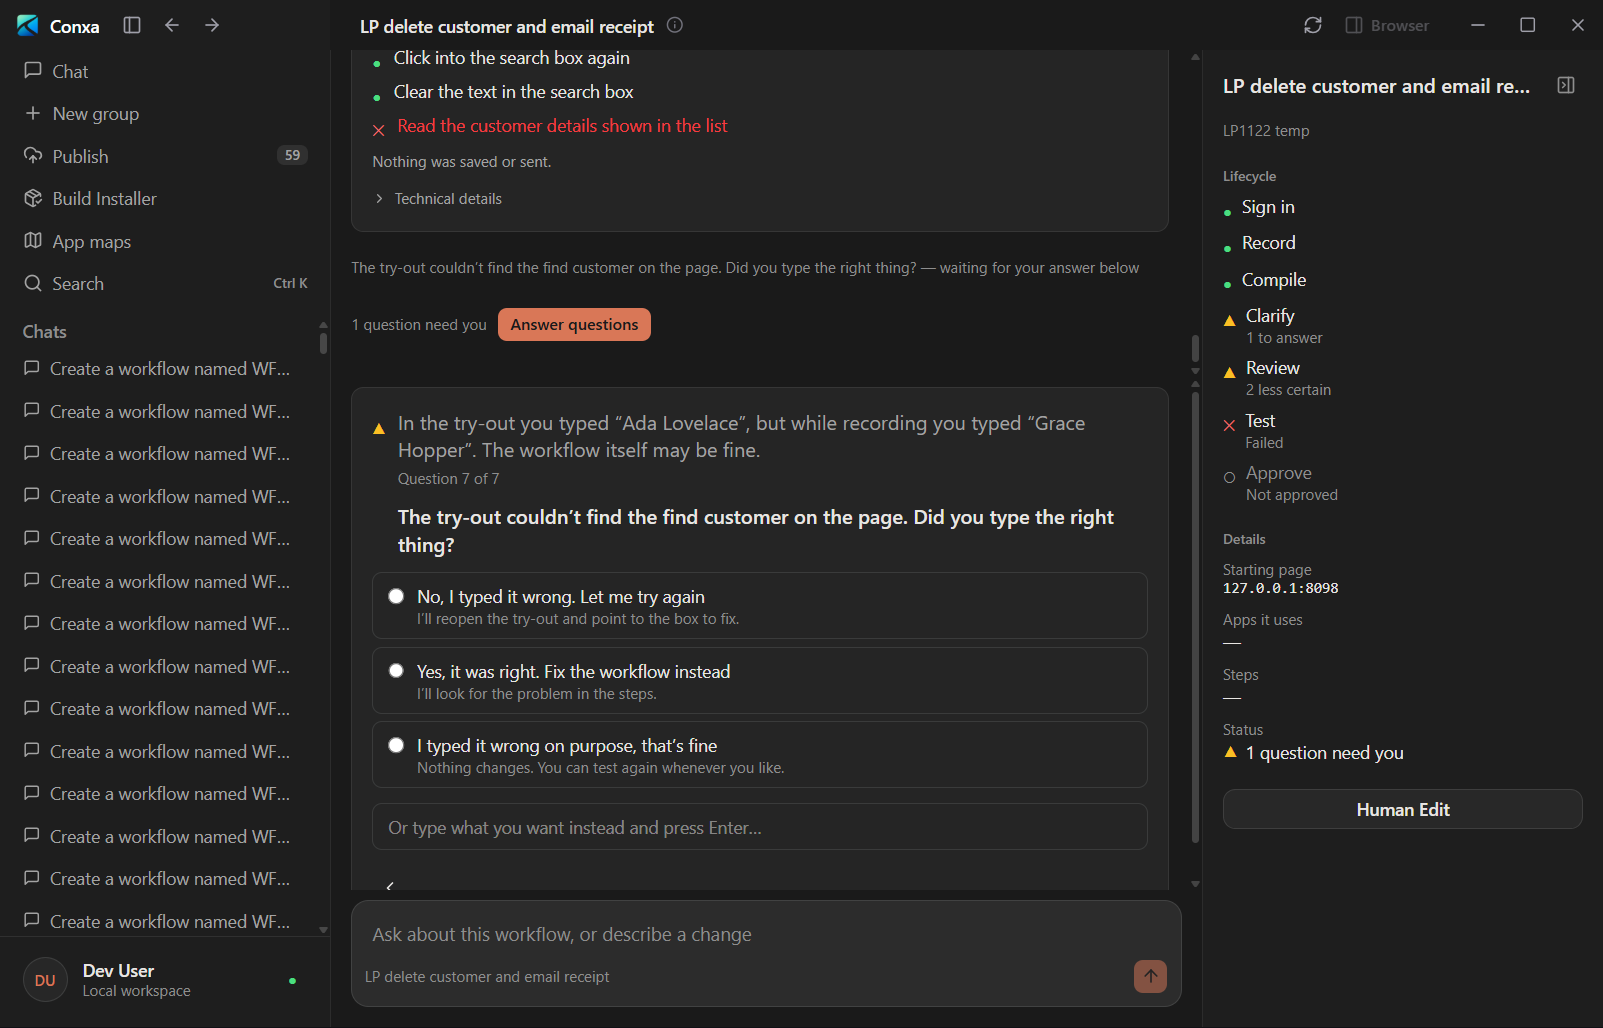 Conxa
Chat
New group
Publish
59
Build Installer
App maps
Search
Ctrl K
Chats
Create a workflow named WF...
Create a workflow named WF...
Create a workflow named WF...
Create a workflow named WF...
Create a workflow named WF...
Create a workflow named WF...
Create a workflow named WF...
Create a workflow named WF...
Create a workflow named WF...
Create a workflow named WF...
Create a workflow named WF...
Create a workflow named WF...
Create a workflow named WF...
Create a workflow named WF...
DU
Dev User
Local workspace
LP delete customer and email receipt
Browser
Click into the search box again
Clear the text in the search box
Read the customer details shown in the list
Nothing was saved or sent.
Technical details
The try-out couldn’t find the find customer on the page. Did you type the right thing? — waiting for your answer below
1 question need you
Answer questions
In the try-out you typed “Ada Lovelace”, but while recording you typed “Grace
Hopper”. The workflow itself may be fine.
Question 7 of 7
The try-out couldn’t find the find customer on the page. Did you type the right
thing?
No, I typed it wrong. Let me try again
I’ll reopen the try-out and point to the box to fix.
Yes, it was right. Fix the workflow instead
I’ll look for the problem in the steps.
I typed it wrong on purpose, that’s fine
Nothing changes. You can test again whenever you like.
Or type what you want instead and press Enter...
Ask about this workflow, or describe a change
LP delete customer and email receipt
LP delete customer and email re...
LP1122 temp
Lifecycle
Sign in
Record
Compile
Clarify
1 to answer
Review
2 less certain
Test
Failed
Approve
Not approved
Details
Starting page
127.0.0.1:8098
Apps it uses
—
Steps
—
Status
1 question need you
Human Edit